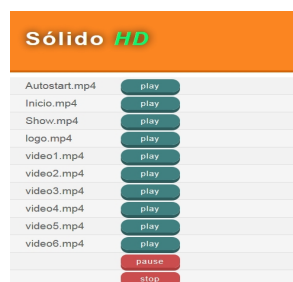 Sólido HD
Autostart.mp4 play
Inicio.mp4 play
Show.mp4 play
logo.mp4 play
video1.mp4 play
video2.mp4 play
video3.mp4 play
video4.mp4 play
video5.mp4 play
video6.mp4 play
pause
stop